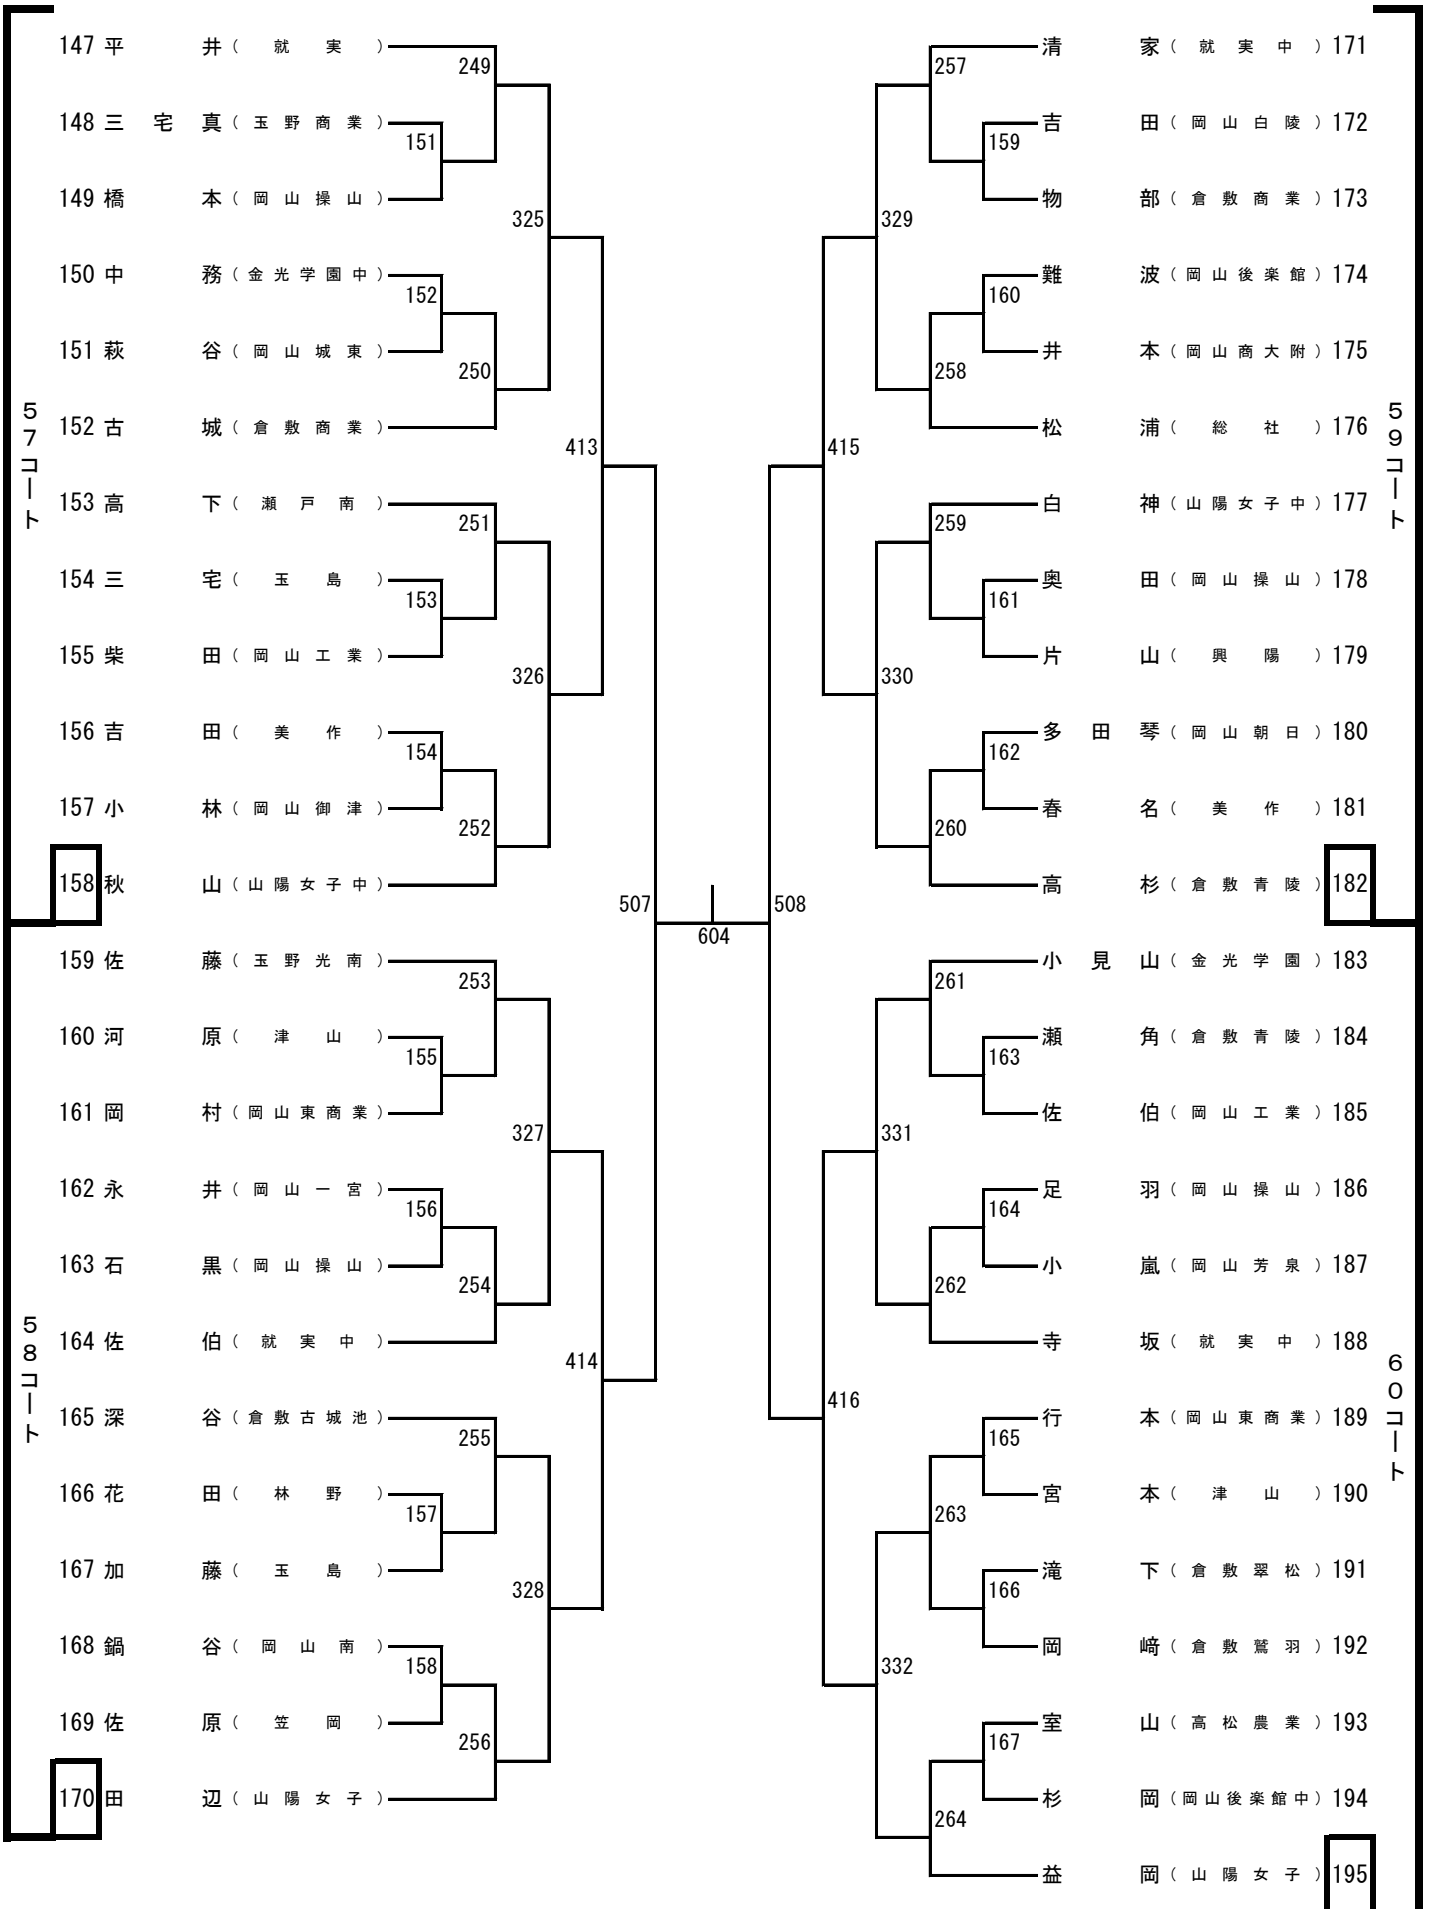 147 平井（就実）
249
148 三宅真（玉野商業）
151
149 橋本（岡山操山）
325
150 中務（金光学園中）
152
151 萩谷（岡山城東）
250
152 古城（倉敷商業）
413
57コート
153 高下（瀬戸南）
251
154 三宅（玉島）
153
155 柴田（岡山工業）
326
156 吉田（美作）
154
157 小林（岡山御津）
252
158 秋山（山陽女子中）
507
159 佐藤（玉野光南）
253
160 河原（津山）
155
161 岡村（岡山東商業）
327
162 永井（岡山一宮）
156
163 石黒（岡山操山）
254
164 佐伯（就実中）
414
58コート
165 深谷（倉敷古城池）
255
166 花田（林野）
157
167 加藤（玉島）
328
168 鍋谷（岡山南）
158
169 佐原（笠岡）
256
170 田辺（山陽女子）
604
清家（就実中）171
257
吉田（岡山白陵）172
159
物部（倉敷商業）173
329
難波（岡山後楽館）174
160
井本（岡山商大附）175
258
松浦（総社）176
415
59コート
白神（山陽女子中）177
259
奥田（岡山操山）178
161
片山（興陽）179
330
多田琴（岡山朝日）180
162
春名（美作）181
260
高杉（倉敷青陵）182
508
小見山（金光学園）183
261
瀬角（倉敷青陵）184
163
佐伯（岡山工業）185
331
足羽（岡山操山）186
164
小嵐（岡山芳泉）187
262
寺坂（就実中）188
416
60コート
行本（岡山東商業）189
165
宮本（津山）190
263
滝下（倉敷翠松）191
166
岡﨑（倉敷鷲羽）192
332
室山（高松農業）193
167
杉岡（岡山後楽館中）194
264
益岡（山陽女子）195